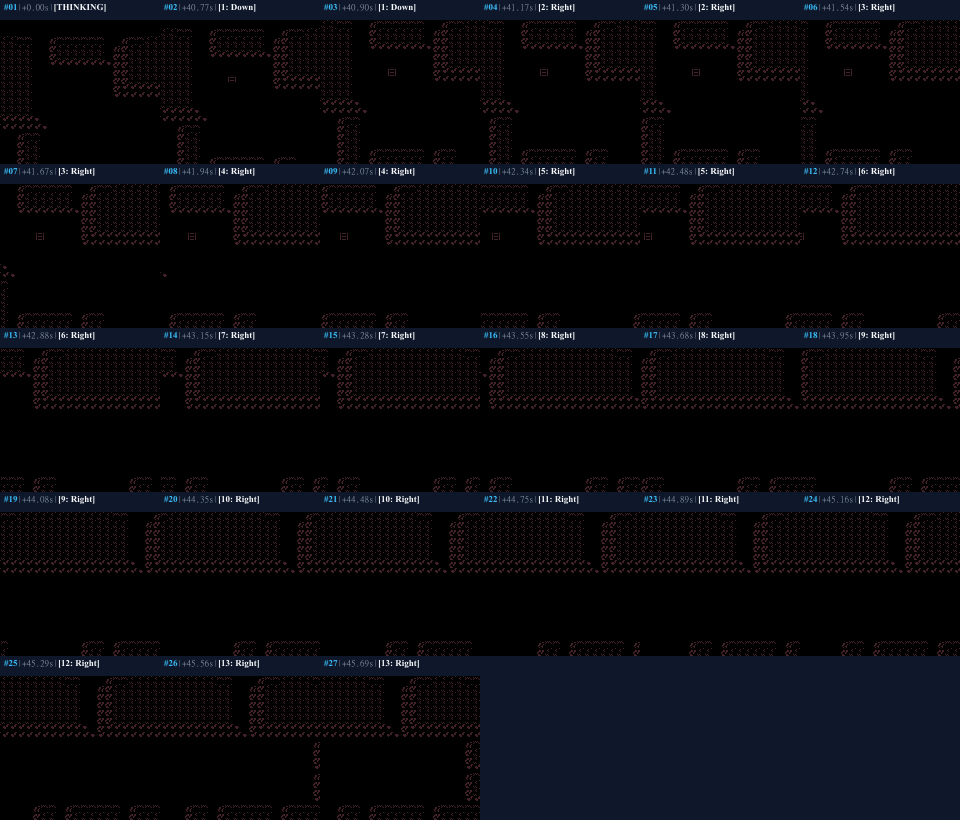 #01|+0.00s|[THINKING]
#02|+40.77s|[1: Down]
#03|+40.90s|[1: Down]
#04|+41.17s|[2: Right]
#05|+41.30s|[2: Right]
#06|+41.54s|[3: Right]
#07|+41.67s|[3: Right]
#08|+41.94s|[4: Right]
#09|+42.07s|[4: Right]
#10|+42.34s|[5: Right]
#11|+42.48s|[5: Right]
#12|+42.74s|[6: Right]
#13|+42.88s|[6: Right]
#14|+43.15s|[7: Right]
#15|+43.28s|[7: Right]
#16|+43.55s|[8: Right]
#17|+43.68s|[8: Right]
#18|+43.95s|[9: Right]
#19|+44.08s|[9: Right]
#20|+44.35s|[10: Right]
#21|+44.48s|[10: Right]
#22|+44.75s|[11: Right]
#23|+44.89s|[11: Right]
#24|+45.16s|[12: Right]
#25|+45.29s|[12: Right]
#26|+45.56s|[13: Right]
#27|+45.69s|[13: Right]